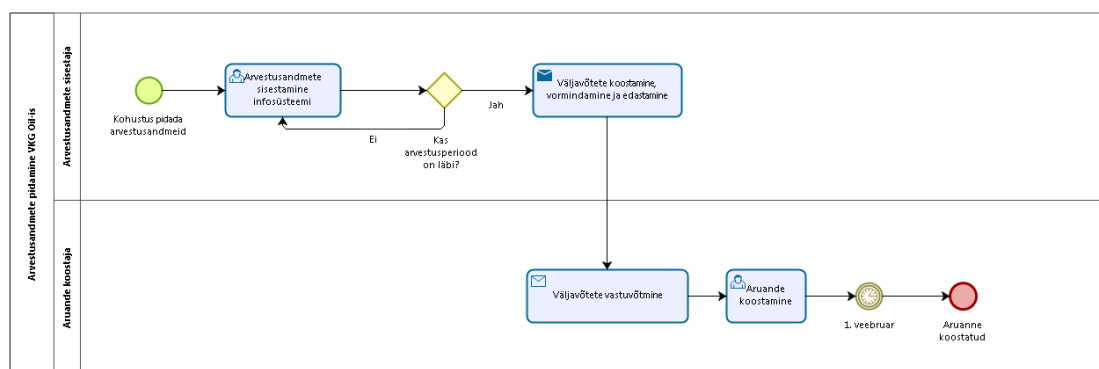 Arvestusandmete pidamine VKG Oil-is
Arvestusandmete sisestaja
Kohustus pidada
arvestusandmeid
Arvestusandmete
sisestamine
infosüsteemi
Ei
Kas
arvestusperiood
on läbi?
Jah
Väljavõtete koostamine,
vormindamine ja edastamine
Aruande koostaja
Väljavõtete vastuvõtmine
Aruande
koostamine
1. veebruar
Aruanne
koostatud